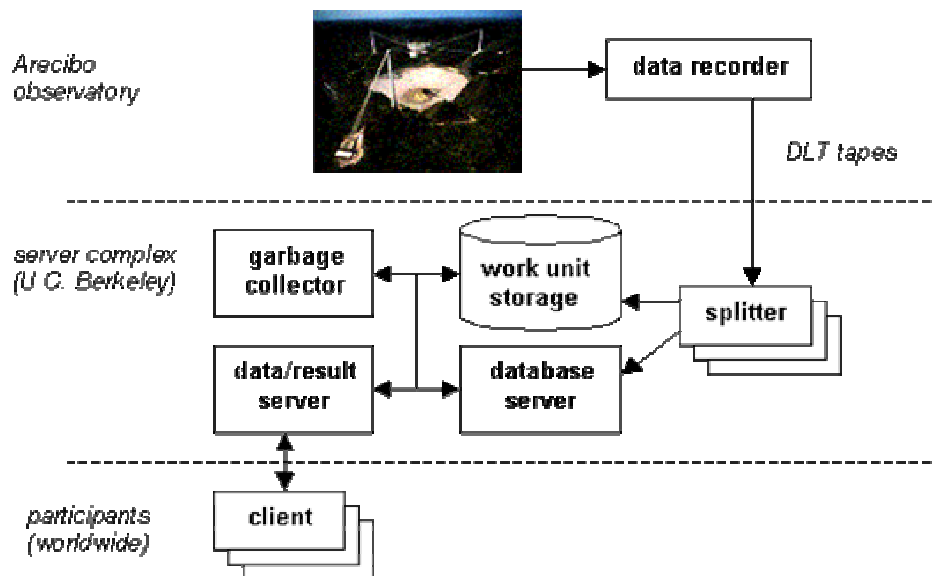 Arecibo
observatory
data recorder
DLT tapes
server complex
(U C. Berkeley)
garbage
collector
work unit
storage
splitter
data/result
server
database
server
participants
(worldwide)
client